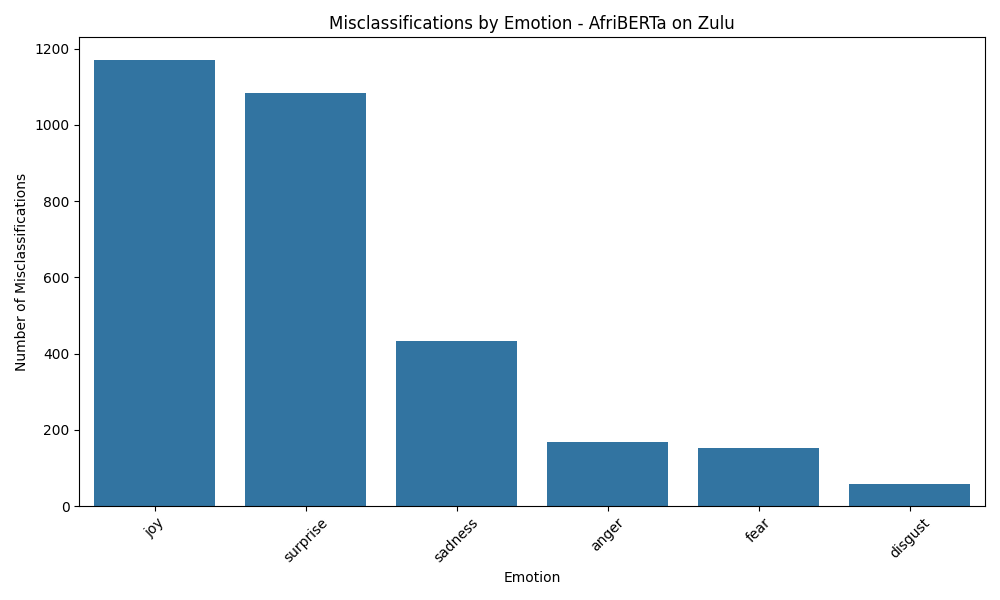 Misclassifications by Emotion - AfriBERTa on Zulu
1200
1000
800
600
400
200
0
Number of Misclassifications
joy
surprise
sadness
anger
fear
disgust
Emotion